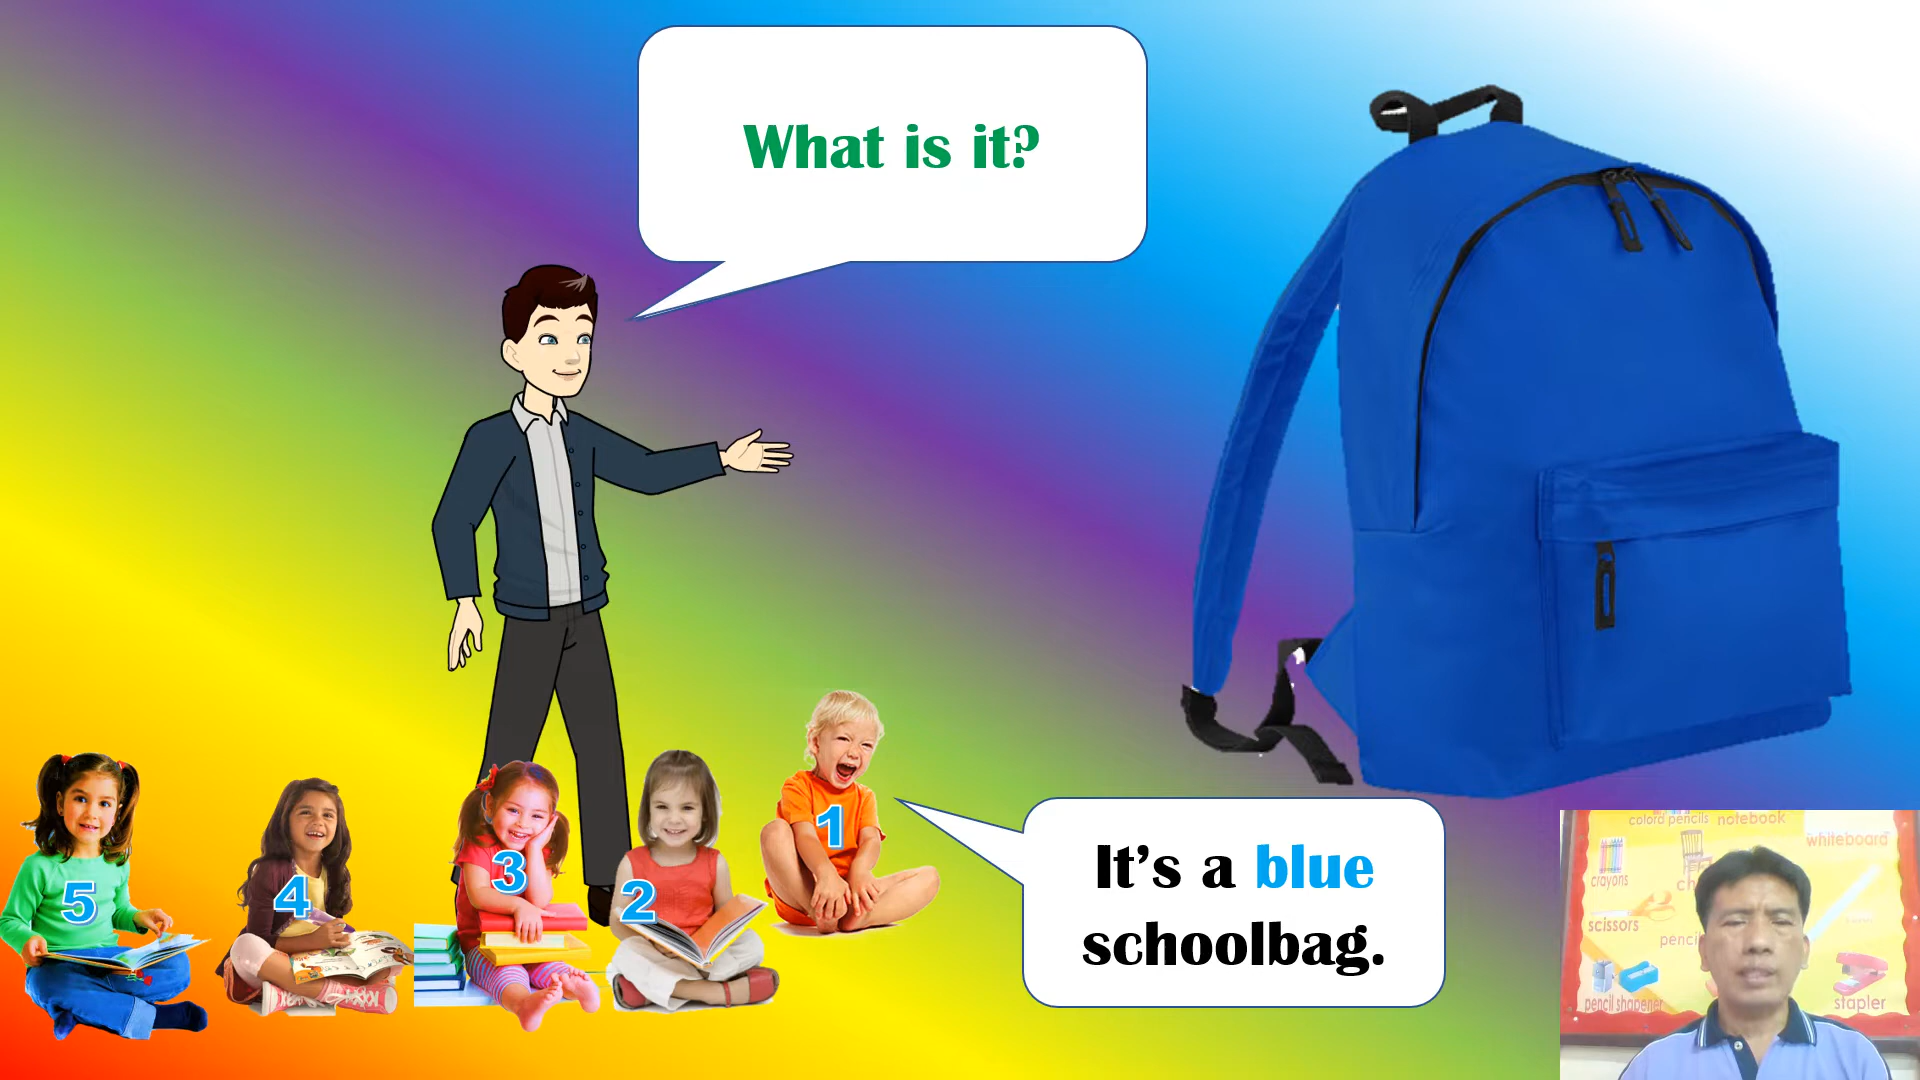 What is it?
It's a blue
schoolbag.
5
4
3
2
1
colord pencils notebook
whiteboard
crayons
scissors
pencil sharpener
stapler